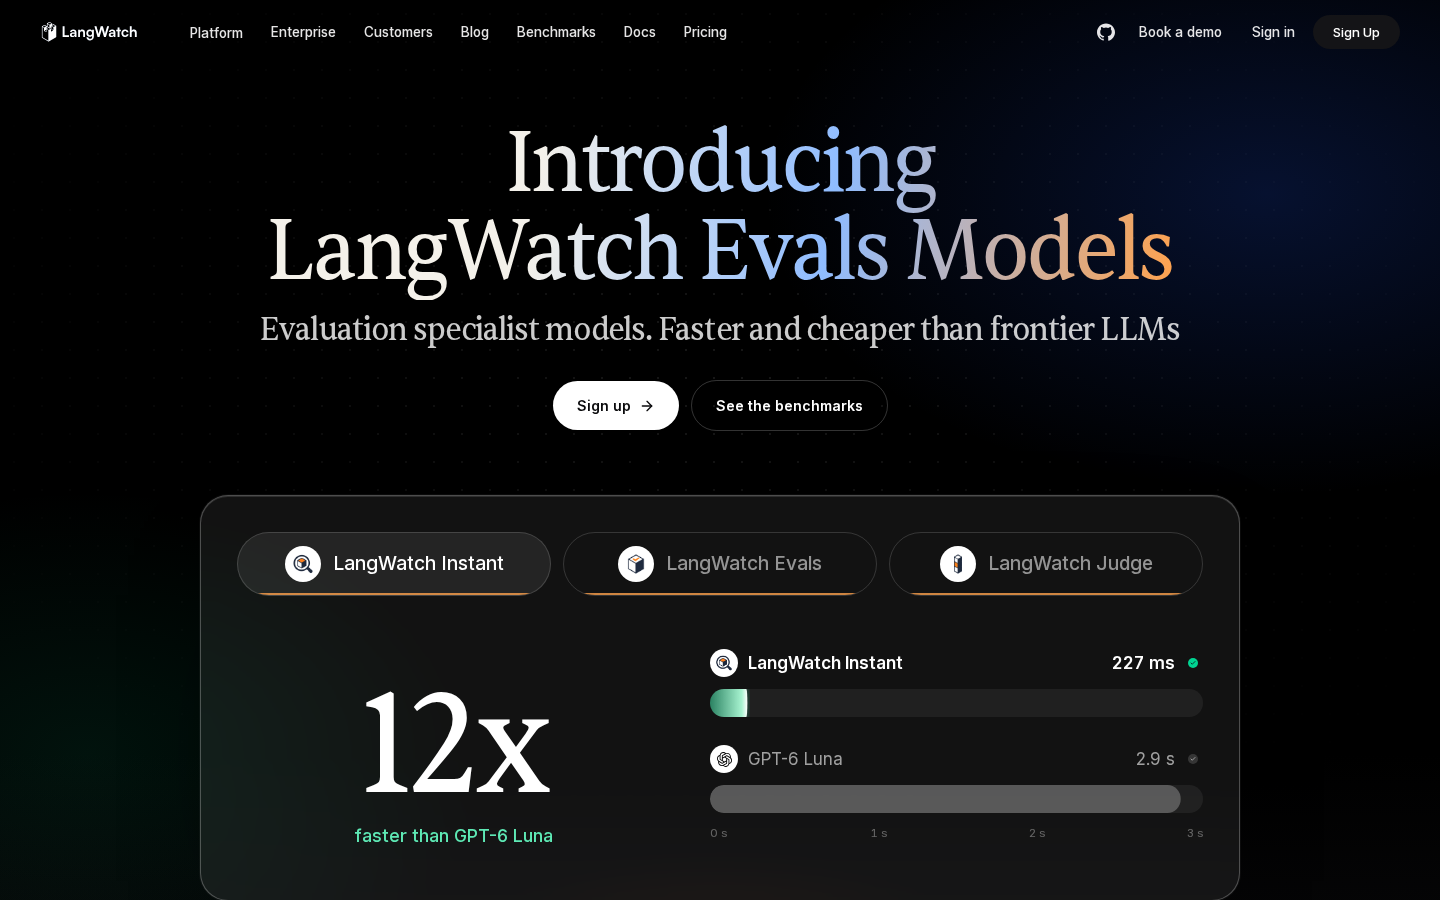 LangWatch
Platform
Enterprise
Customers
Blog
Benchmarks
Docs
Pricing
Book a demo
Sign in
Sign Up
Introducing
LangWatch Evals Models
Evaluation specialist models. Faster and cheaper than frontier LLMs
Sign up
See the benchmarks
LangWatch Instant
LangWatch Evals
LangWatch Judge
12x
faster than GPT-6 Luna
LangWatch Instant
227 ms
GPT-6 Luna
2.9 s
0 s
1 s
2 s
3 s